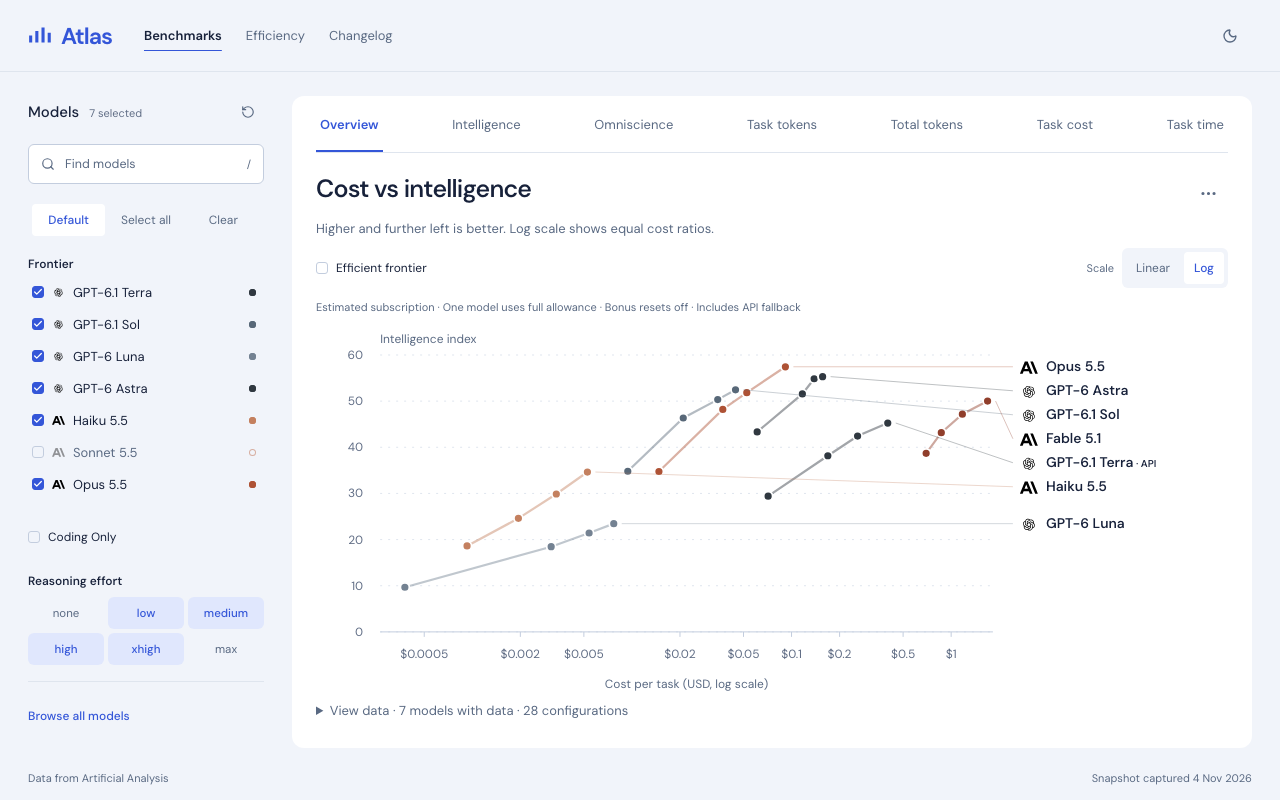 Atlas
Benchmarks Efficiency Changelog
Models 7 selected
Find models /
Default Select all Clear
Frontier
GPT-6.1 Terra
GPT-6.1 Sol
GPT-6 Luna
GPT-6 Astra
Haiku 5.5
Sonnet 5.5
Opus 5.5
Coding Only
Reasoning effort
none low medium
high xhigh max
Browse all models
Overview Intelligence Omniscience Task tokens Total tokens Task cost Task time
Cost vs intelligence
Higher and further left is better. Log scale shows equal cost ratios.
Efficient frontier
Scale Linear Log
Estimated subscription · One model uses full allowance · Bonus resets off · Includes API fallback
Intelligence index
60
50
40
30
20
10
0
Opus 5.5
GPT-6 Astra
GPT-6.1 Sol
Fable 5.1
GPT-6.1 Terra · API
Haiku 5.5
GPT-6 Luna
$0.0005 $0.002 $0.005 $0.02 $0.05 $0.1 $0.2 $0.5 $1
Cost per task (USD, log scale)
View data · 7 models with data · 28 configurations
Data from Artificial Analysis
Snapshot captured 4 Nov 2026